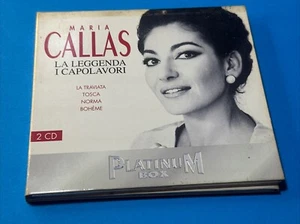 MARIA
CALLAS
LA LEGGENDA
I CAPOLAVORI
LA TRAVIATA
TOSCA
NORMA
BOHÈME
2 CD
PLATINUM
BOX